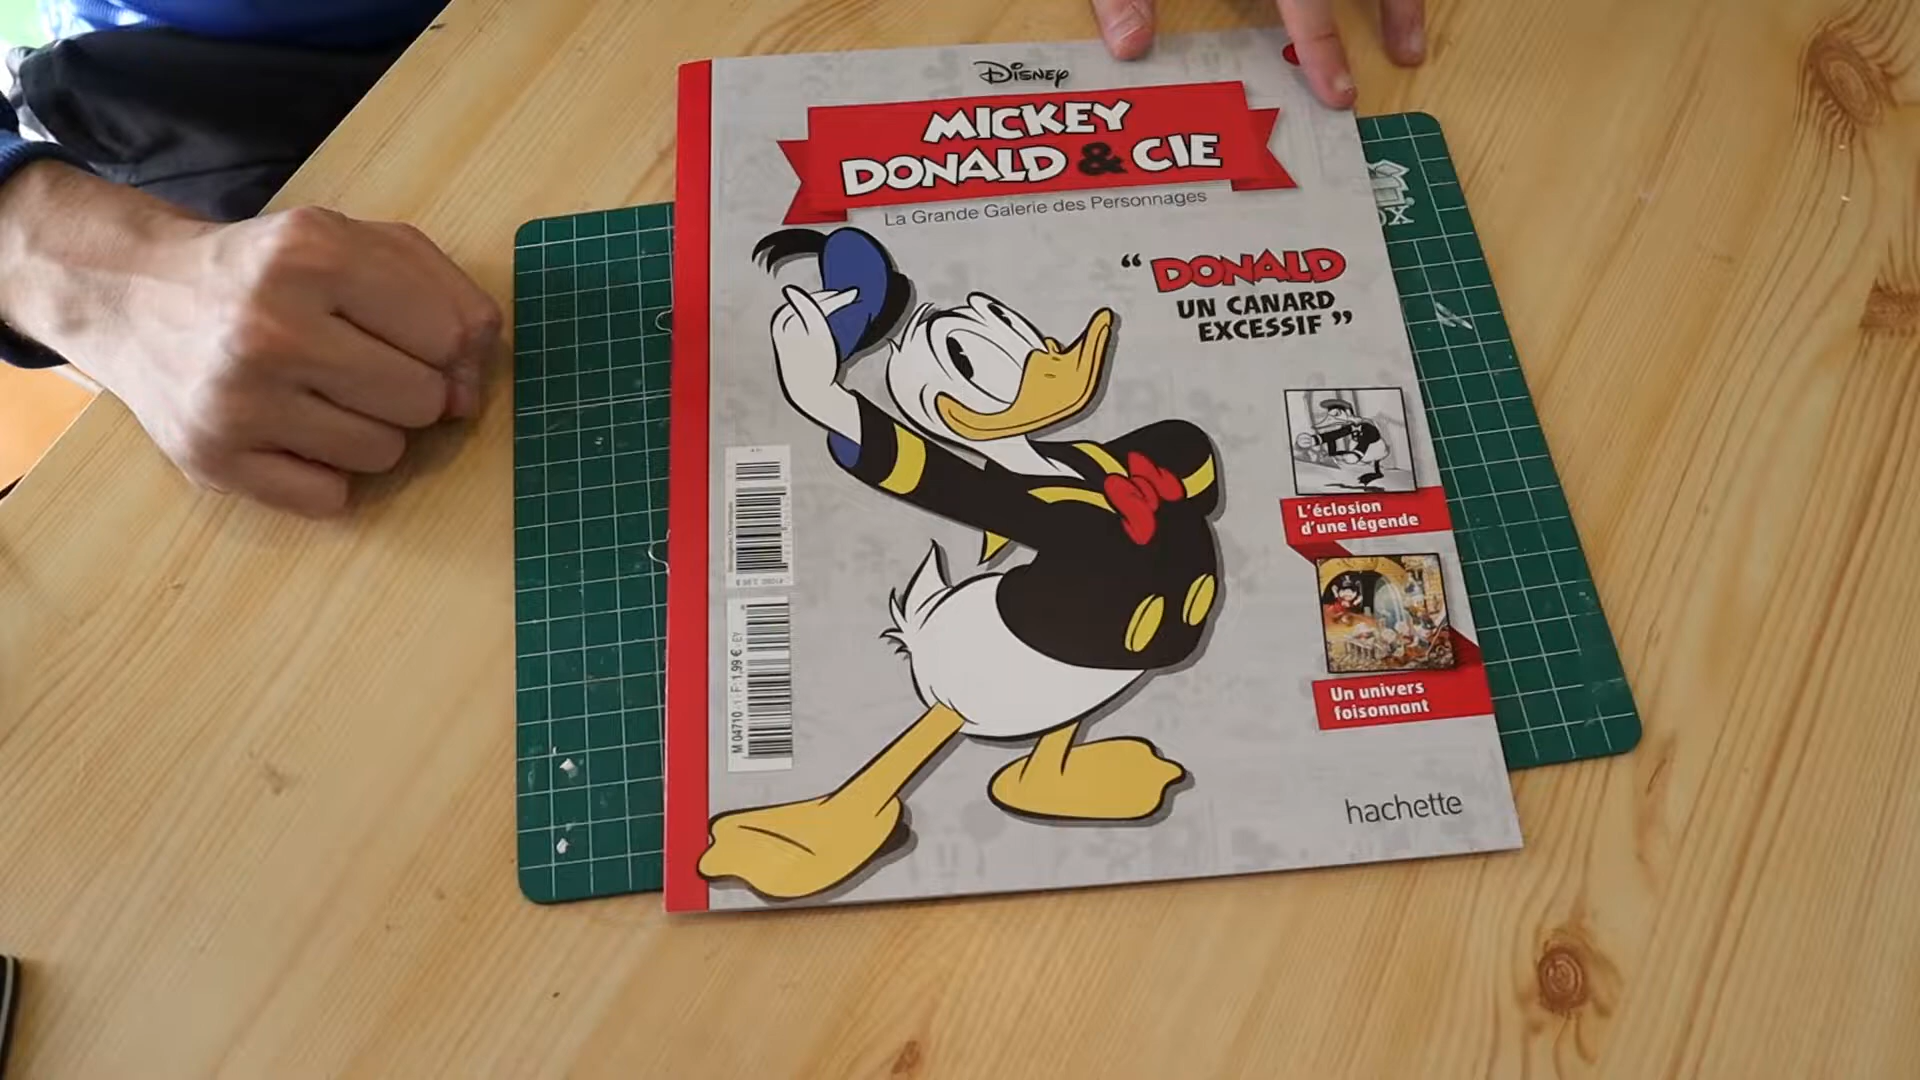 Disney
MICKEY
DONALD & CIE
La Grande Galerie des Personnages
“ DONALD
UN CANARD
EXCESSIF ”
L'éclosion
d'une légende
Un univers
foisonnant
M 04710 - 1 - F: 1,99 €
hachette